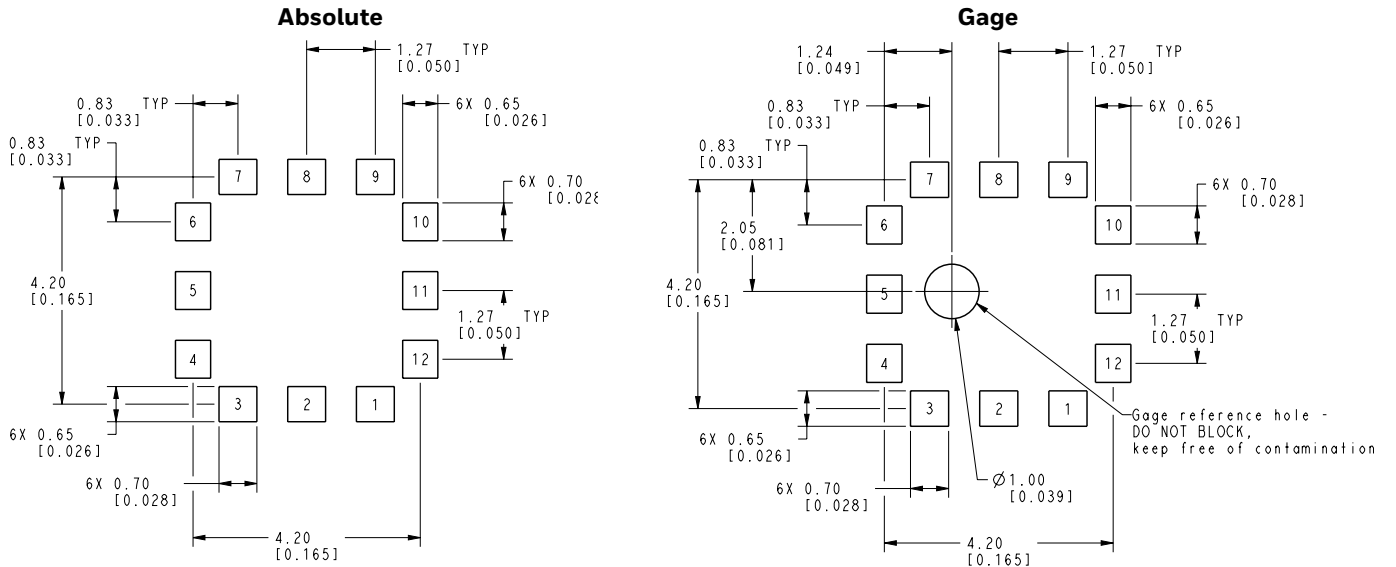 Absolute
1.27 TYP
[0.050]
0.83 TYP
[0.033]
6X 0.65
[0.026]
0.83 TYP
[0.033]
7
8
9
6X 0.70
[0.028
6
10
4.20
[0.165]
5
11
1.27 TYP
[0.050]
4
12
3
2
1
6X 0.65
[0.026]
6X 0.70
[0.028]
4.20
[0.165]
Gage
1.24
[0.049]
1.27 TYP
[0.050]
0.83 TYP
[0.033]
6X 0.65
[0.026]
0.83 TYP
[0.033]
7
8
9
6X 0.70
[0.028]
6
10
2.05
[0.081]
4.20
[0.165]
5
11
1.27 TYP
[0.050]
4
12
3
2
1
Gage reference hole -
DO NOT BLOCK,
keep free of contamination
6X 0.65
[0.026]
Ø1.00
[0.039]
6X 0.70
[0.028]
4.20
[0.165]